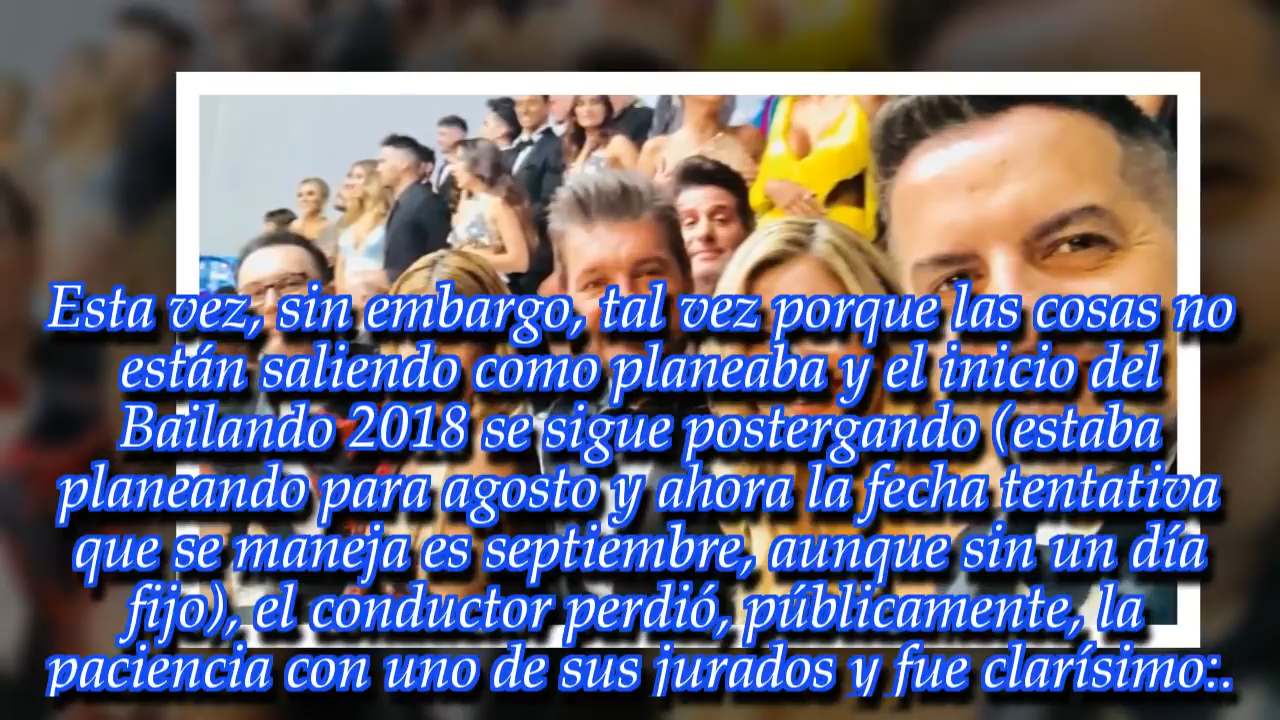 Esta vez, sin embargo, tal vez porque las cosas no
están saliendo como planeaba y el inicio del
Bailando 2018 se sigue postergando (estaba
planeando para agosto y ahora la fecha tentativa
que se maneja es septiembre, aunque sin un día
fijo), el conductor perdió, públicamente, la
paciencia con uno de sus jurados y fue clarísimo:.